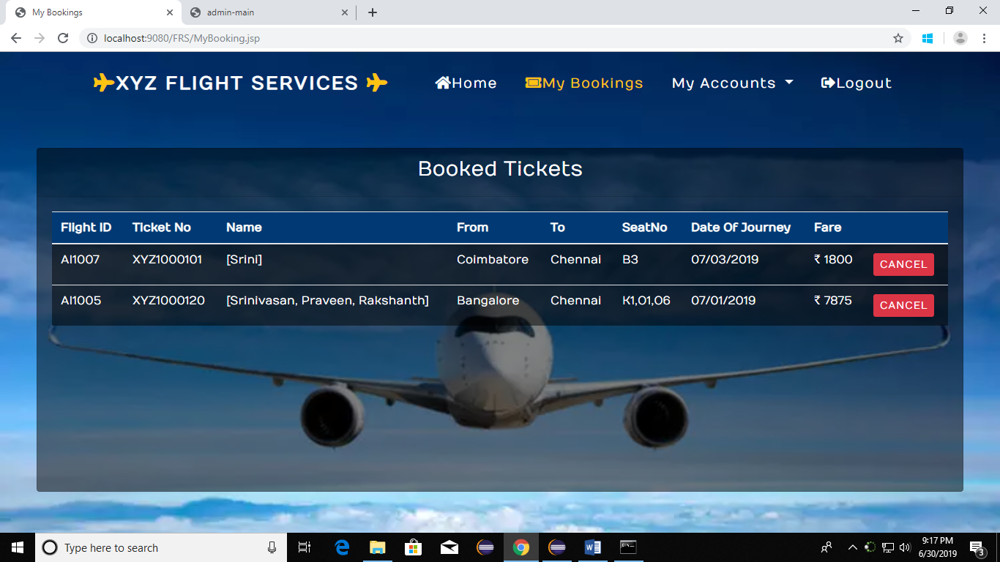 My Bookings
admin-main
localhost:9080/FRS/MyBooking.jsp
XYZ FLIGHT SERVICES Home My Bookings My Accounts Logout
Booked Tickets
Flight ID Ticket No Name From To SeatNo Date Of Journey Fare
AI1007 XYZ1000101 [Srini] Coimbatore Chennai B3 07/03/2019 ₹ 1800 CANCEL
AI1005 XYZ1000120 [Srinivasan, Praveen, Rakshanth] Bangalore Chennai K1,O1,O6 07/01/2019 ₹ 7875 CANCEL
Type here to search
9:17 PM
6/30/2019
3